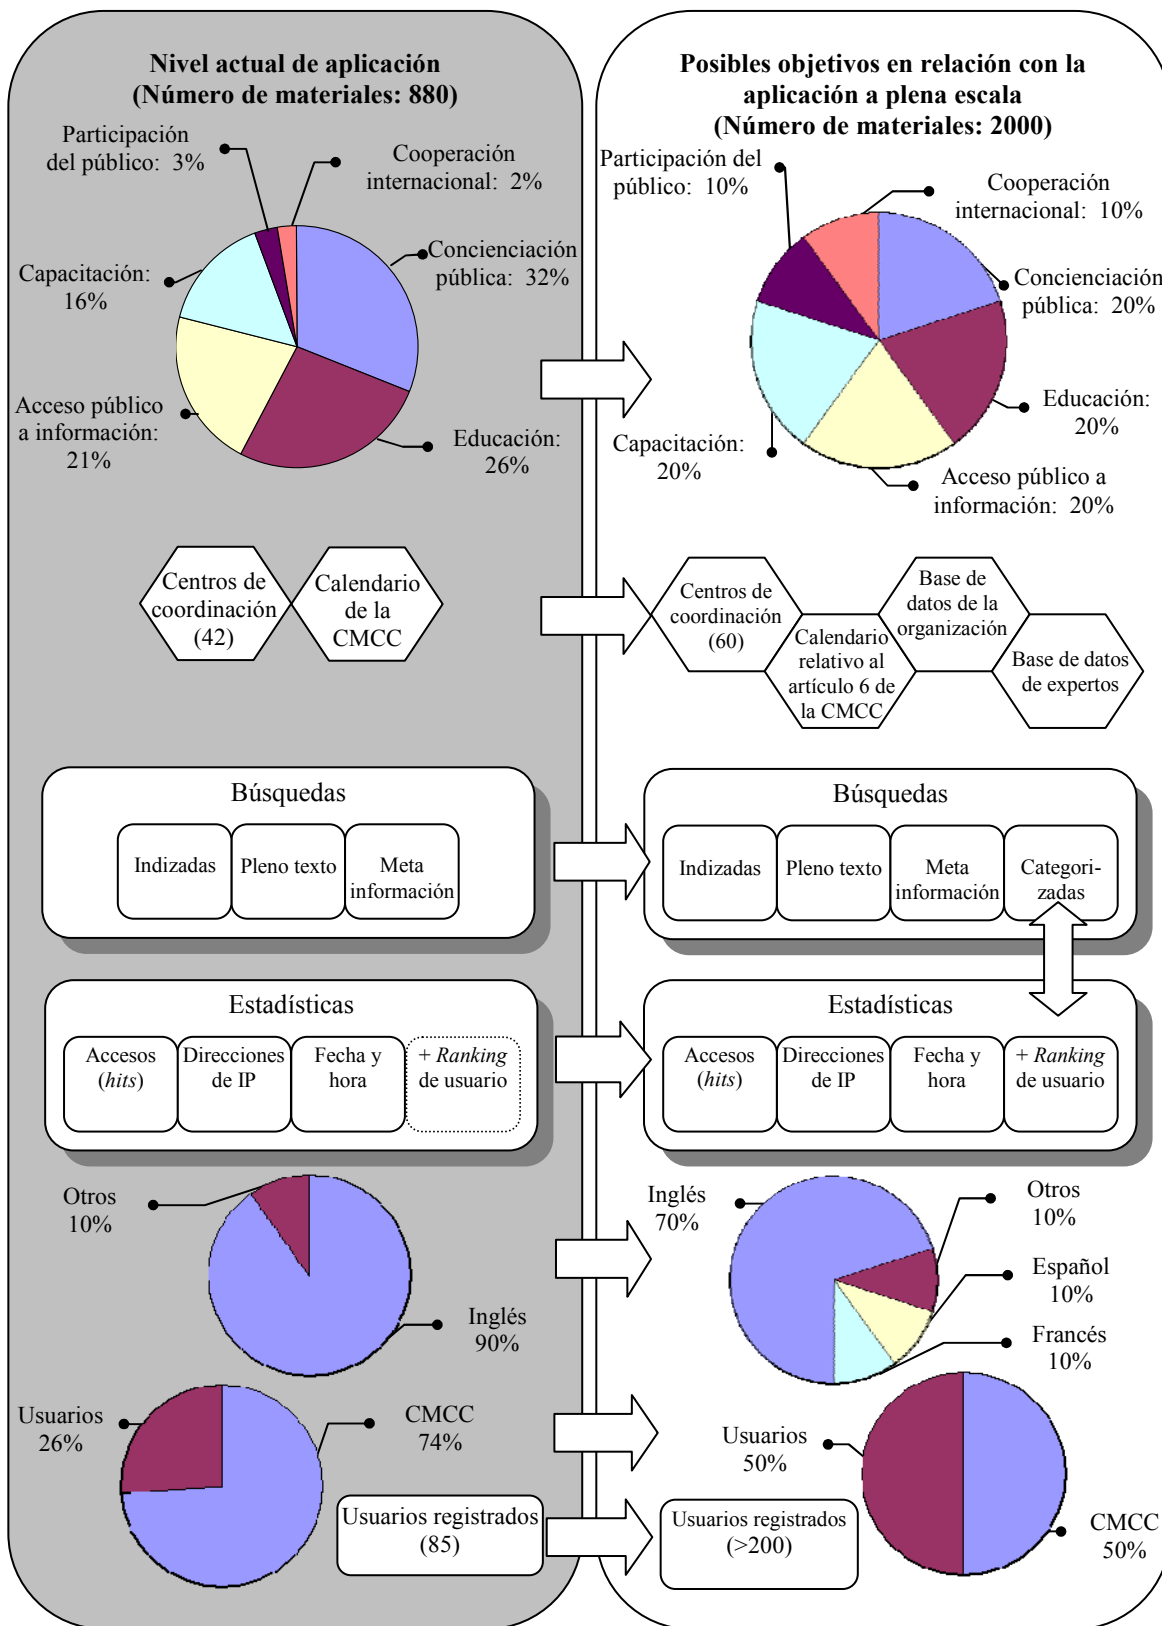 Nivel actual de aplicación
(Número de materiales: 880)
Participación
del público: 3%
Cooperación
internacional: 2%
Concienciación
pública: 32%
Capacitación:
16%
Acceso público
a información:
21%
Educación:
26%
Centros de
coordinación
(42)
Calendario
de la
CMCC
Búsquedas
Indizadas
Pleno texto
Meta
información
Estadísticas
Accesos
(hits)
Direcciones
de IP
Fecha y
hora
+ Ranking
de usuario
Otros
10%
Inglés
90%
Usuarios
26%
CMCC
74%
Usuarios registrados
(85)
Posibles objetivos en relación con la
aplicación a plena escala
(Número de materiales: 2000)
Participación del
público: 10%
Cooperación
internacional: 10%
Concienciación
pública: 20%
Educación:
20%
Capacitación:
20%
Acceso público a
información: 20%
Centros de
coordinación
(60)
Calendario
relativo al
artículo 6 de
la CMCC
Base de
datos de la
organización
Base de datos
de expertos
Búsquedas
Indizadas
Pleno texto
Meta
información
Categori-
zadas
Estadísticas
Accesos
(hits)
Direcciones
de IP
Fecha y
hora
+ Ranking
de usuario
Inglés
70%
Otros
10%
Español
10%
Francés
10%
Usuarios
50%
CMCC
50%
Usuarios registrados
(>200)